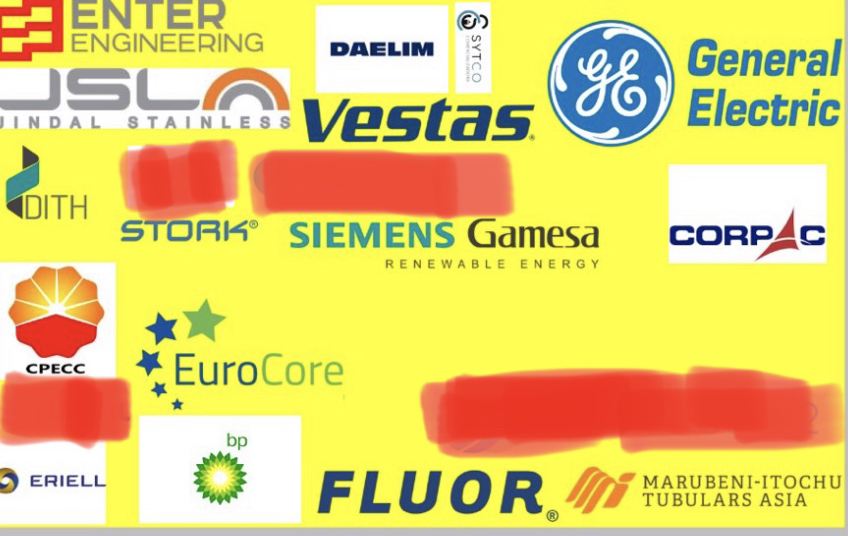 ENTER
ENGINEERING
DAELIM
SYTCO
General
Electric
GE
JSL
JINDAL STAINLESS
Vestas®
DITH
STORK®
SIEMENS Gamesa
RENEWABLE ENERGY
CORPAC
CPECC
EuroCore
bp
ERIELL
FLUOR®
MARUBENI-ITOCHU
TUBULARS ASIA